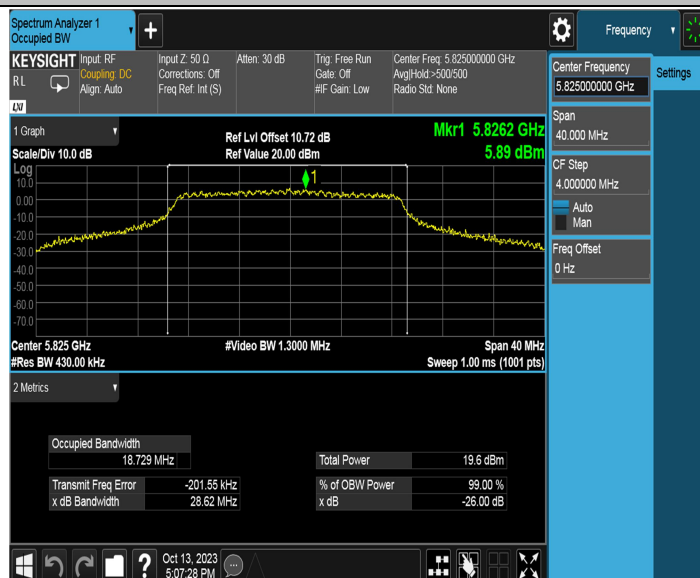 Spectrum Analyzer 1
Occupied BW
+
Frequency
KEYSIGHT
R L
LXI
Input: RF
Coupling: DC
Align: Auto
Input Z: 50 Ω
Corrections: Off
Freq Ref: Int (S)
Atten: 30 dB
Trig: Free Run
Gate: Off
#IF Gain: Low
Center Freq: 5.825000000 GHz
Avg|Hold:>500/500
Radio Std: None
Center Frequency
5.825000000 GHz
Settings
Span
40.000 MHz
CF Step
4.000000 MHz
Auto
Man
Freq Offset
0 Hz
1 Graph
Scale/Div 10.0 dB
Ref Lvl Offset 10.72 dB
Ref Value 20.00 dBm
Mkr1 5.8262 GHz
5.89 dBm
Log
10.0
0.00
-10.0
-20.0
-30.0
-40.0
-50.0
-60.0
-70.0
1
Center 5.825 GHz
#Video BW 1.3000 MHz
Span 40 MHz
#Res BW 430.00 kHz
Sweep 1.00 ms (1001 pts)
2 Metrics
Occupied Bandwidth
18.729 MHz
Total Power 19.6 dBm
Transmit Freq Error -201.55 kHz
% of OBW Power 99.00 %
x dB Bandwidth 28.62 MHz
x dB -26.00 dB
?
Oct 13, 2023
5:07:28 PM